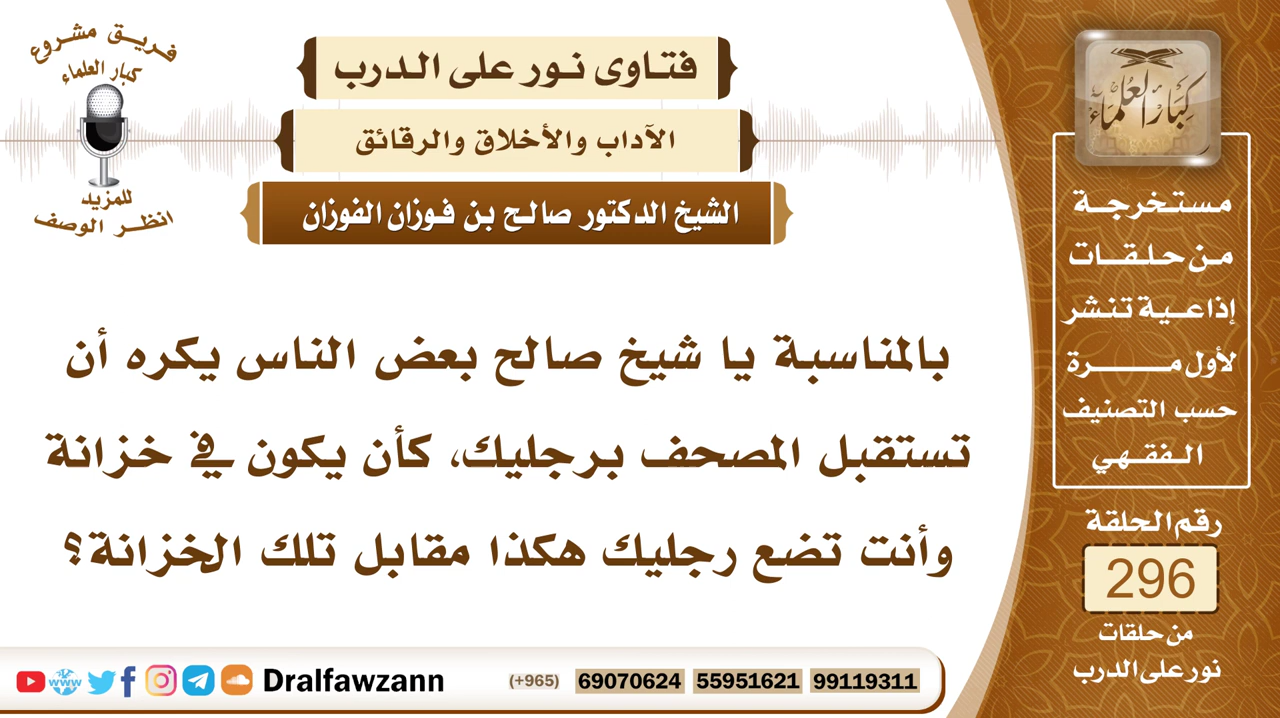 فريق مشروع
كبار العلماء
للمزيد
انظر الوصف
فتاوى نور على الدرب
الآداب والأخلاق والرقائق
الشيخ الدكتور صالح بن فوزان الفوزان
كبار العلماء
مستخرجة
من حلقات
إذاعية تنشر
لأول مرة
حسب التصنيف
الفقهي
رقم الحلقة
296
من حلقات
نور على الدرب
بالمناسبة يا شيخ صالح بعض الناس يكره أن
تستقبل المصحف برجليك، كأن يكون في خزانة
وأنت تضع رجليك هكذا مقابل تلك الخزانة؟
www Dralfawzann (+965) 69070624 55951621 99119311